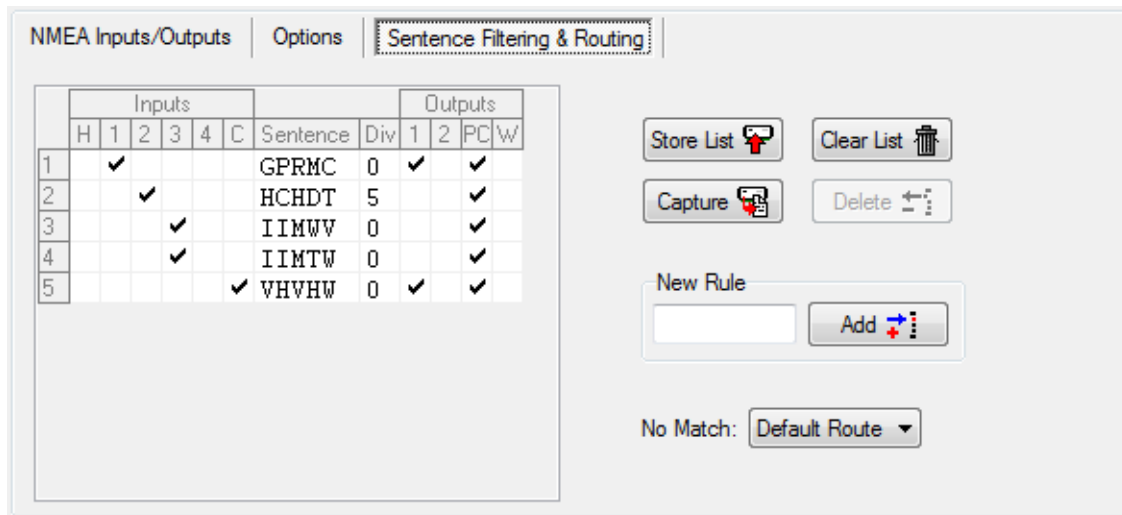 NMEA Inputs/Outputs Options Sentence Filtering & Routing
Inputs Outputs
H 1 2 3 4 C Sentence Div 1 2 PC W
1 ✔ GPRMC 0 ✔ ✔
2 ✔ HCHDT 5 ✔
3 ✔ IIMWV 0 ✔
4 ✔ IIMTW 0 ✔
5 ✔ VHVHW 0 ✔ ✔
Store List Clear List
Capture Delete
New Rule
Add
No Match: Default Route